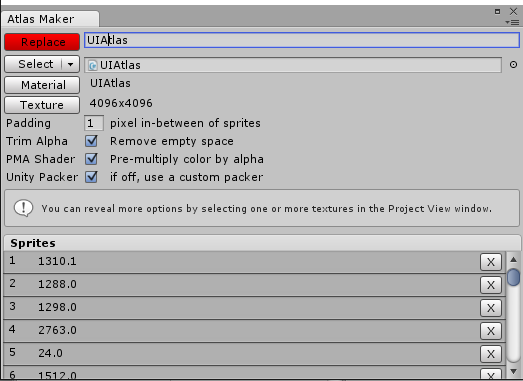 Atlas Maker
Replace UIAtlas
Select UIAtlas
Material UIAtlas
Texture 4096x4096
Padding 1 pixel in-between of sprites
Trim Alpha Remove empty space
PMA Shader Pre-multiply color by alpha
Unity Packer if off, use a custom packer
You can reveal more options by selecting one or more textures in the Project View window.
Sprites
1 1310.1 X
2 1288.0 X
3 1298.0 X
4 2763.0 X
5 24.0 X
6 1512.0 X